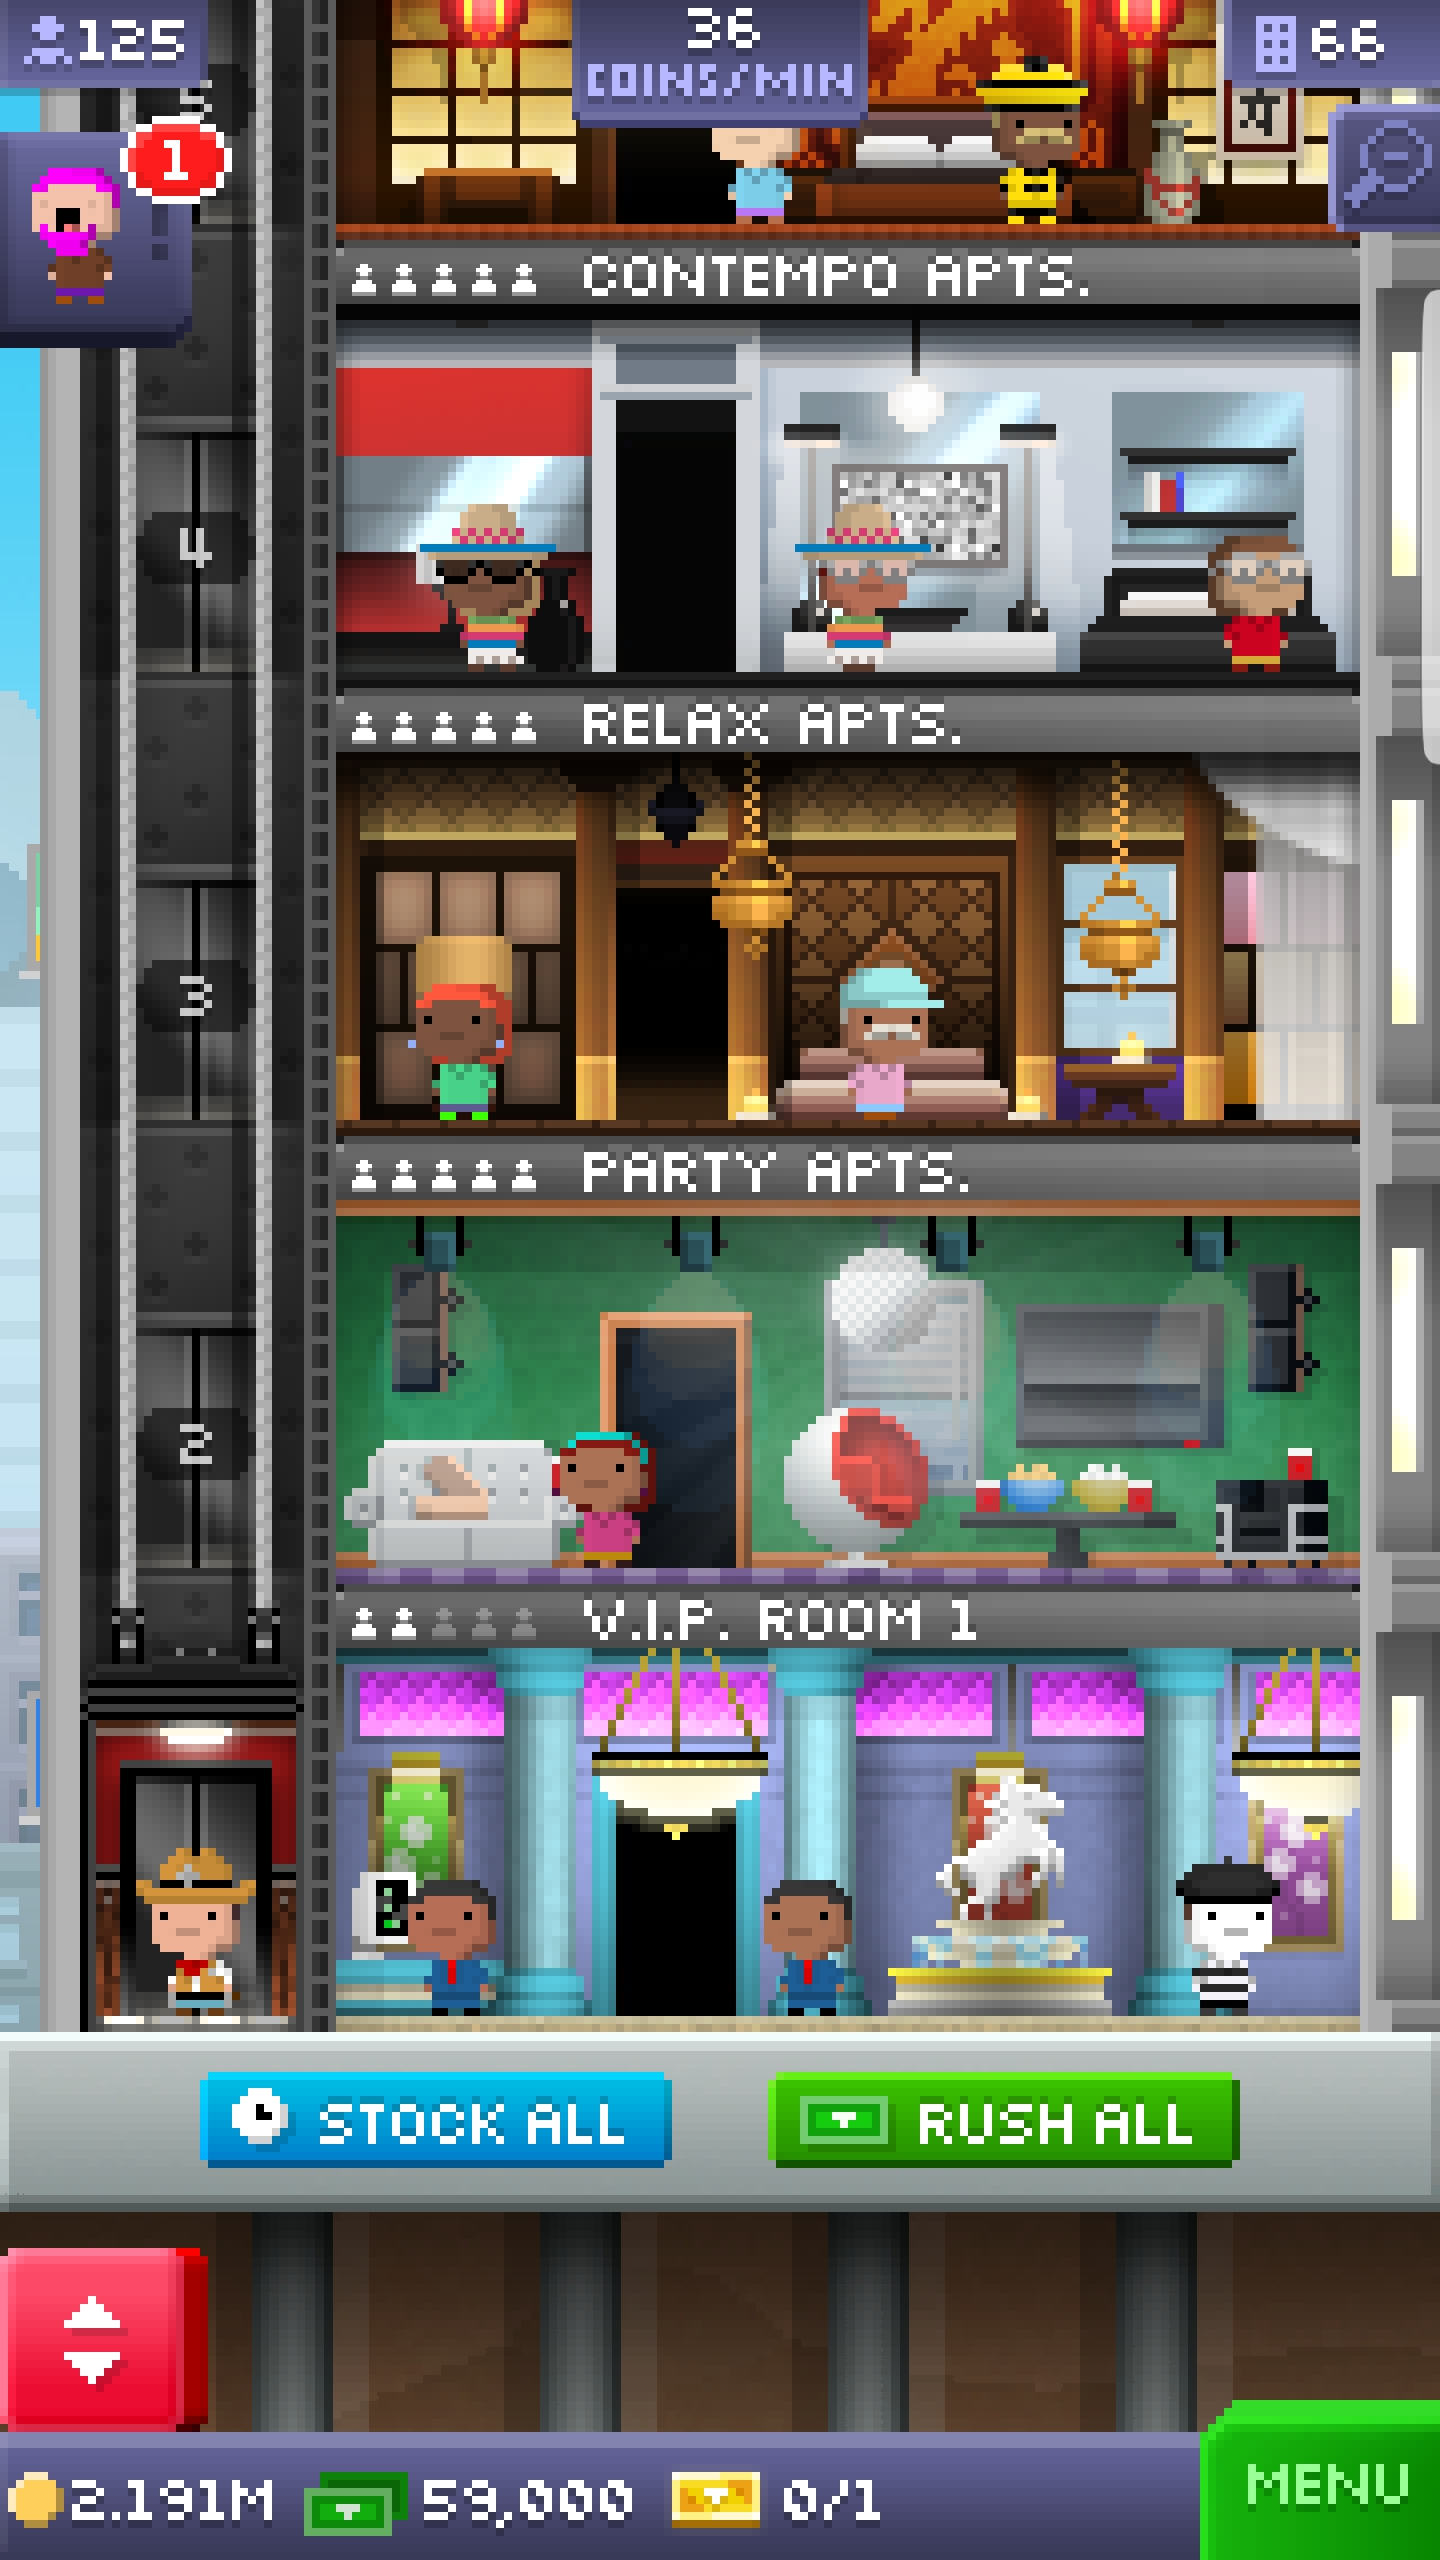 125
36
COINS/MIN
66
5
1
CONTEMPO APTS.
4
RELAX APTS.
3
PARTY APTS.
2
V.I.P. ROOM 1
STOCK ALL
RUSH ALL
2.191M
59,000
0/1
MENU